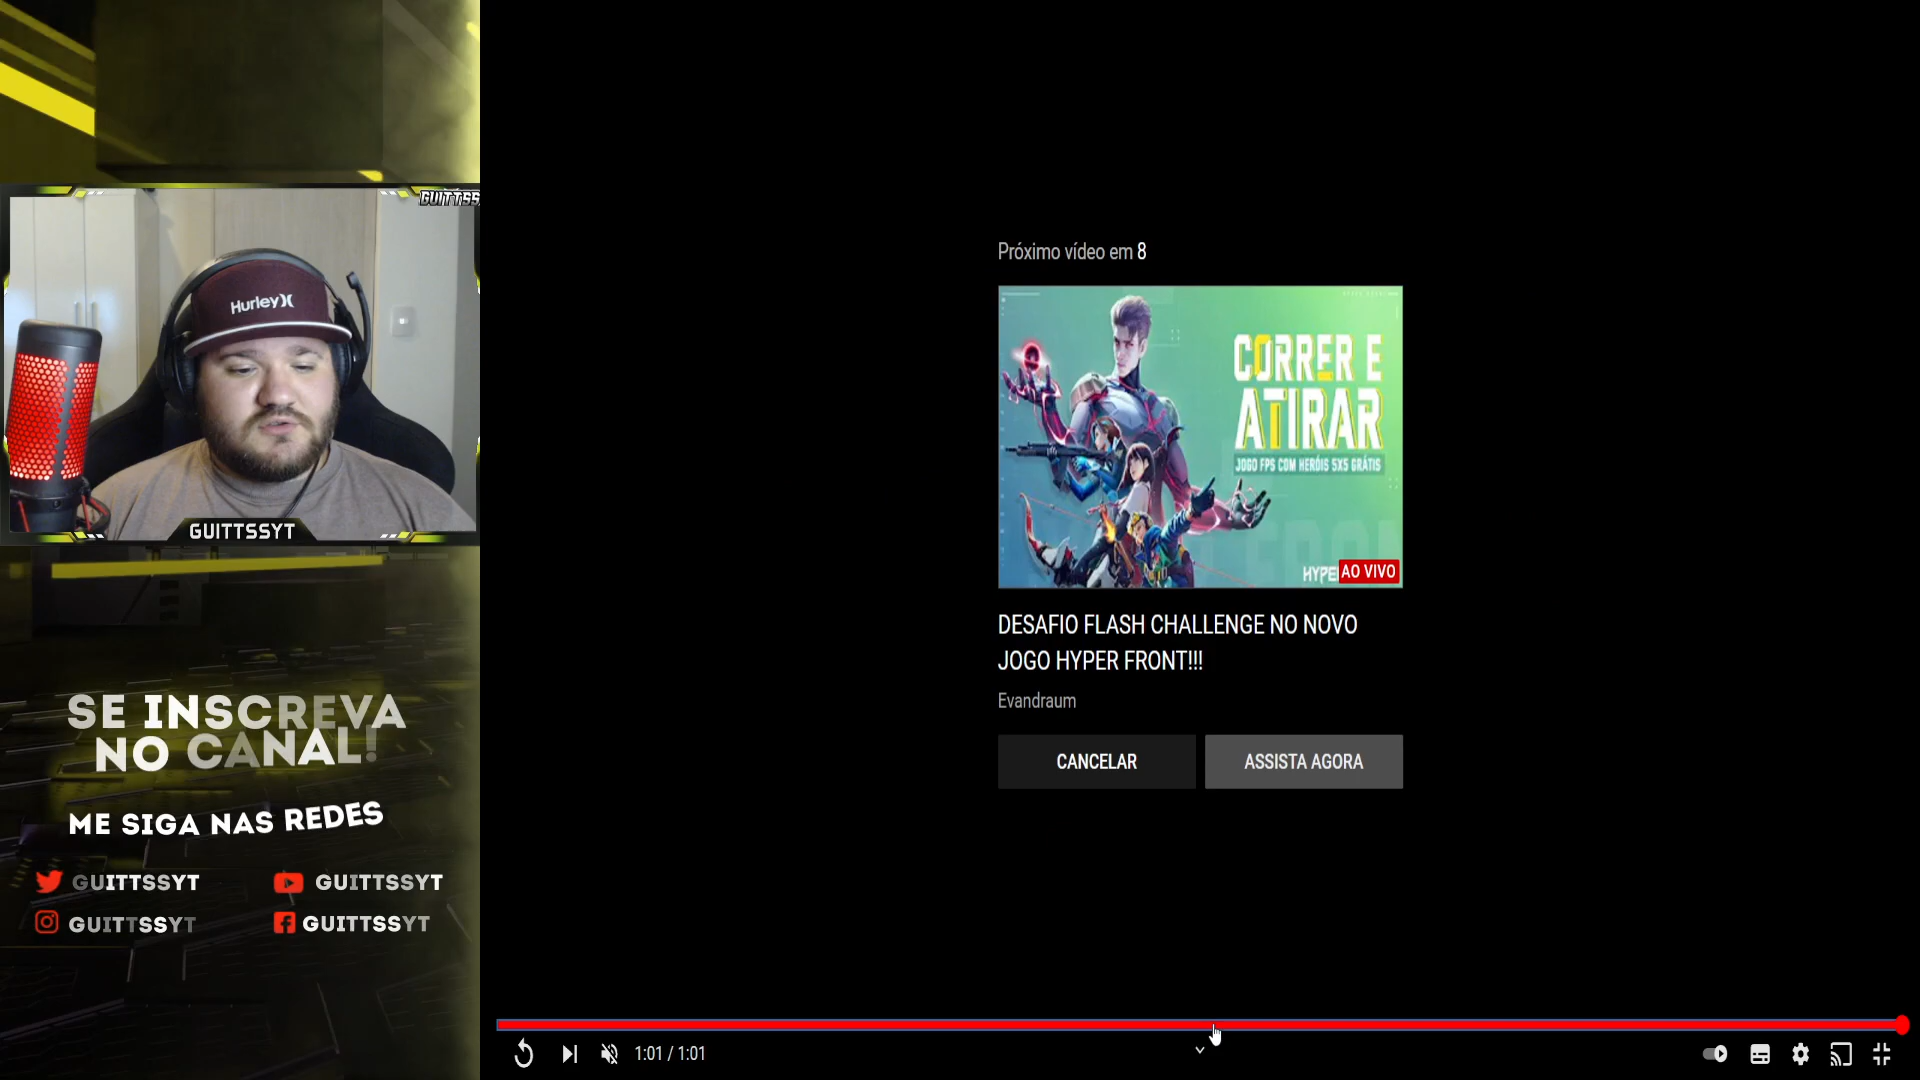 GUITTSS
Hurley
GUITTSSYT
SE INSCREVA
NO CANAL!
ME SIGA NAS REDES
GUITTSSYT
GUITTSSYT
GUITTSSYT
GUITTSSYT
Próximo vídeo em 8
CORRER E
ATIRAR
JOGO FPS COM HERÓIS 5X5 GRÁTIS
HYPE
AO VIVO
DESAFIO FLASH CHALLENGE NO NOVO
JOGO HYPER FRONT!!!
Evandraum
CANCELAR
ASSISTA AGORA
1:01 / 1:01